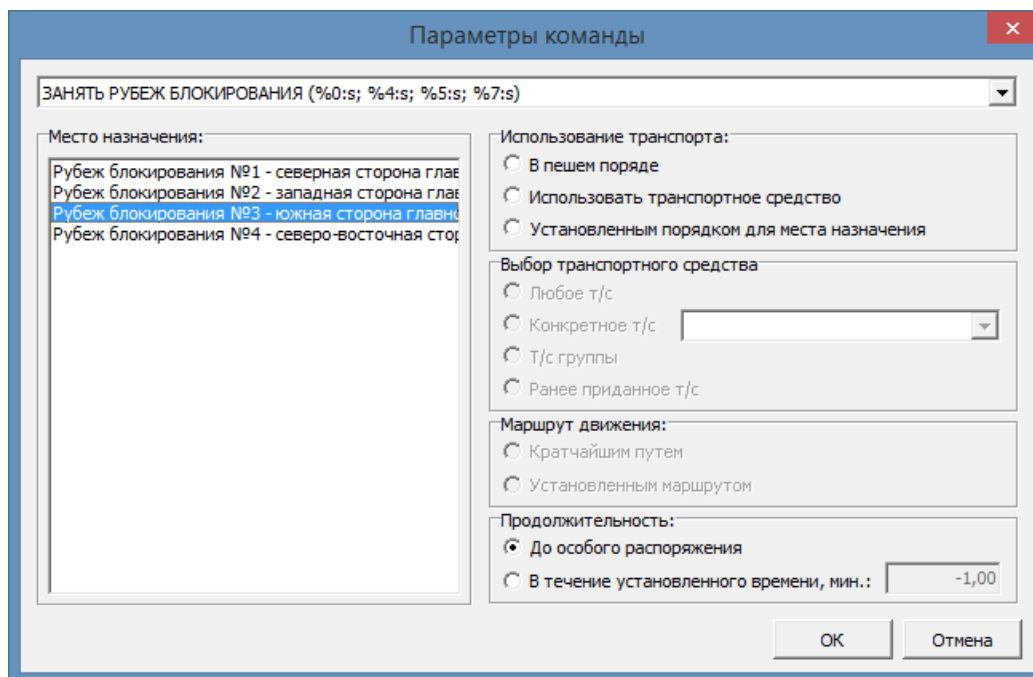 Параметры команды
ЗАНЯТЬ РУБЕЖ БЛОКИРОВАНИЯ (%0:s; %4:s; %5:s; %7:s)
Место назначения:
Рубеж блокирования №1 - северная сторона глав
Рубеж блокирования №2 - западная сторона глав
Рубеж блокирования №3 - южная сторона главно
Рубеж блокирования №4 - северо-восточная стор
Использование транспорта:
В пешем поряде
Использовать транспортное средство
Установленным порядком для места назначения
Выбор транспортного средства
Любое т/с
Конкретное т/с
Т/с группы
Ранее приданное т/с
Маршрут движения:
Кратчайшим путем
Установленным маршрутом
Продолжительность:
До особого распоряжения
В течение установленного времени, мин.: -1,00
ОК Отмена